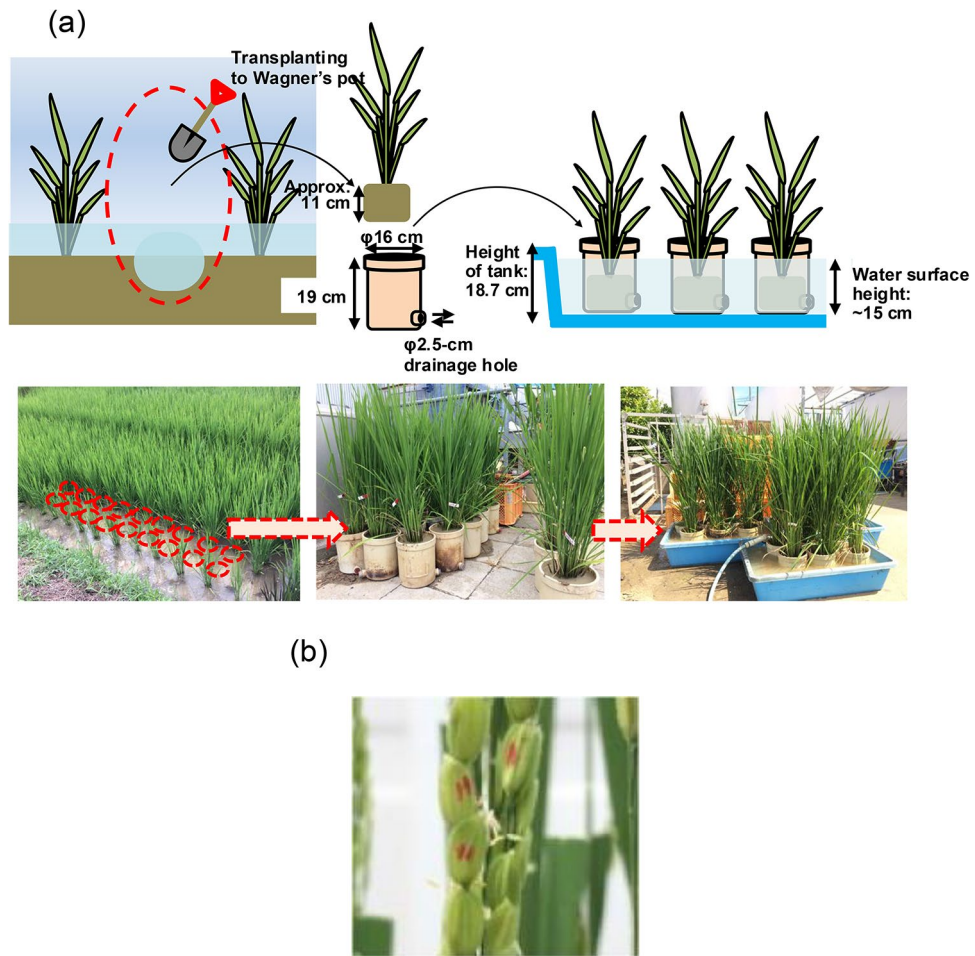 (a)
Transplanting
to Wagner's pot
Approx.
11 cm
φ16 cm
19 cm
φ2.5-cm
drainage hole
Height
of tank:
18.7 cm
Water surface
height:
~15 cm
(b)